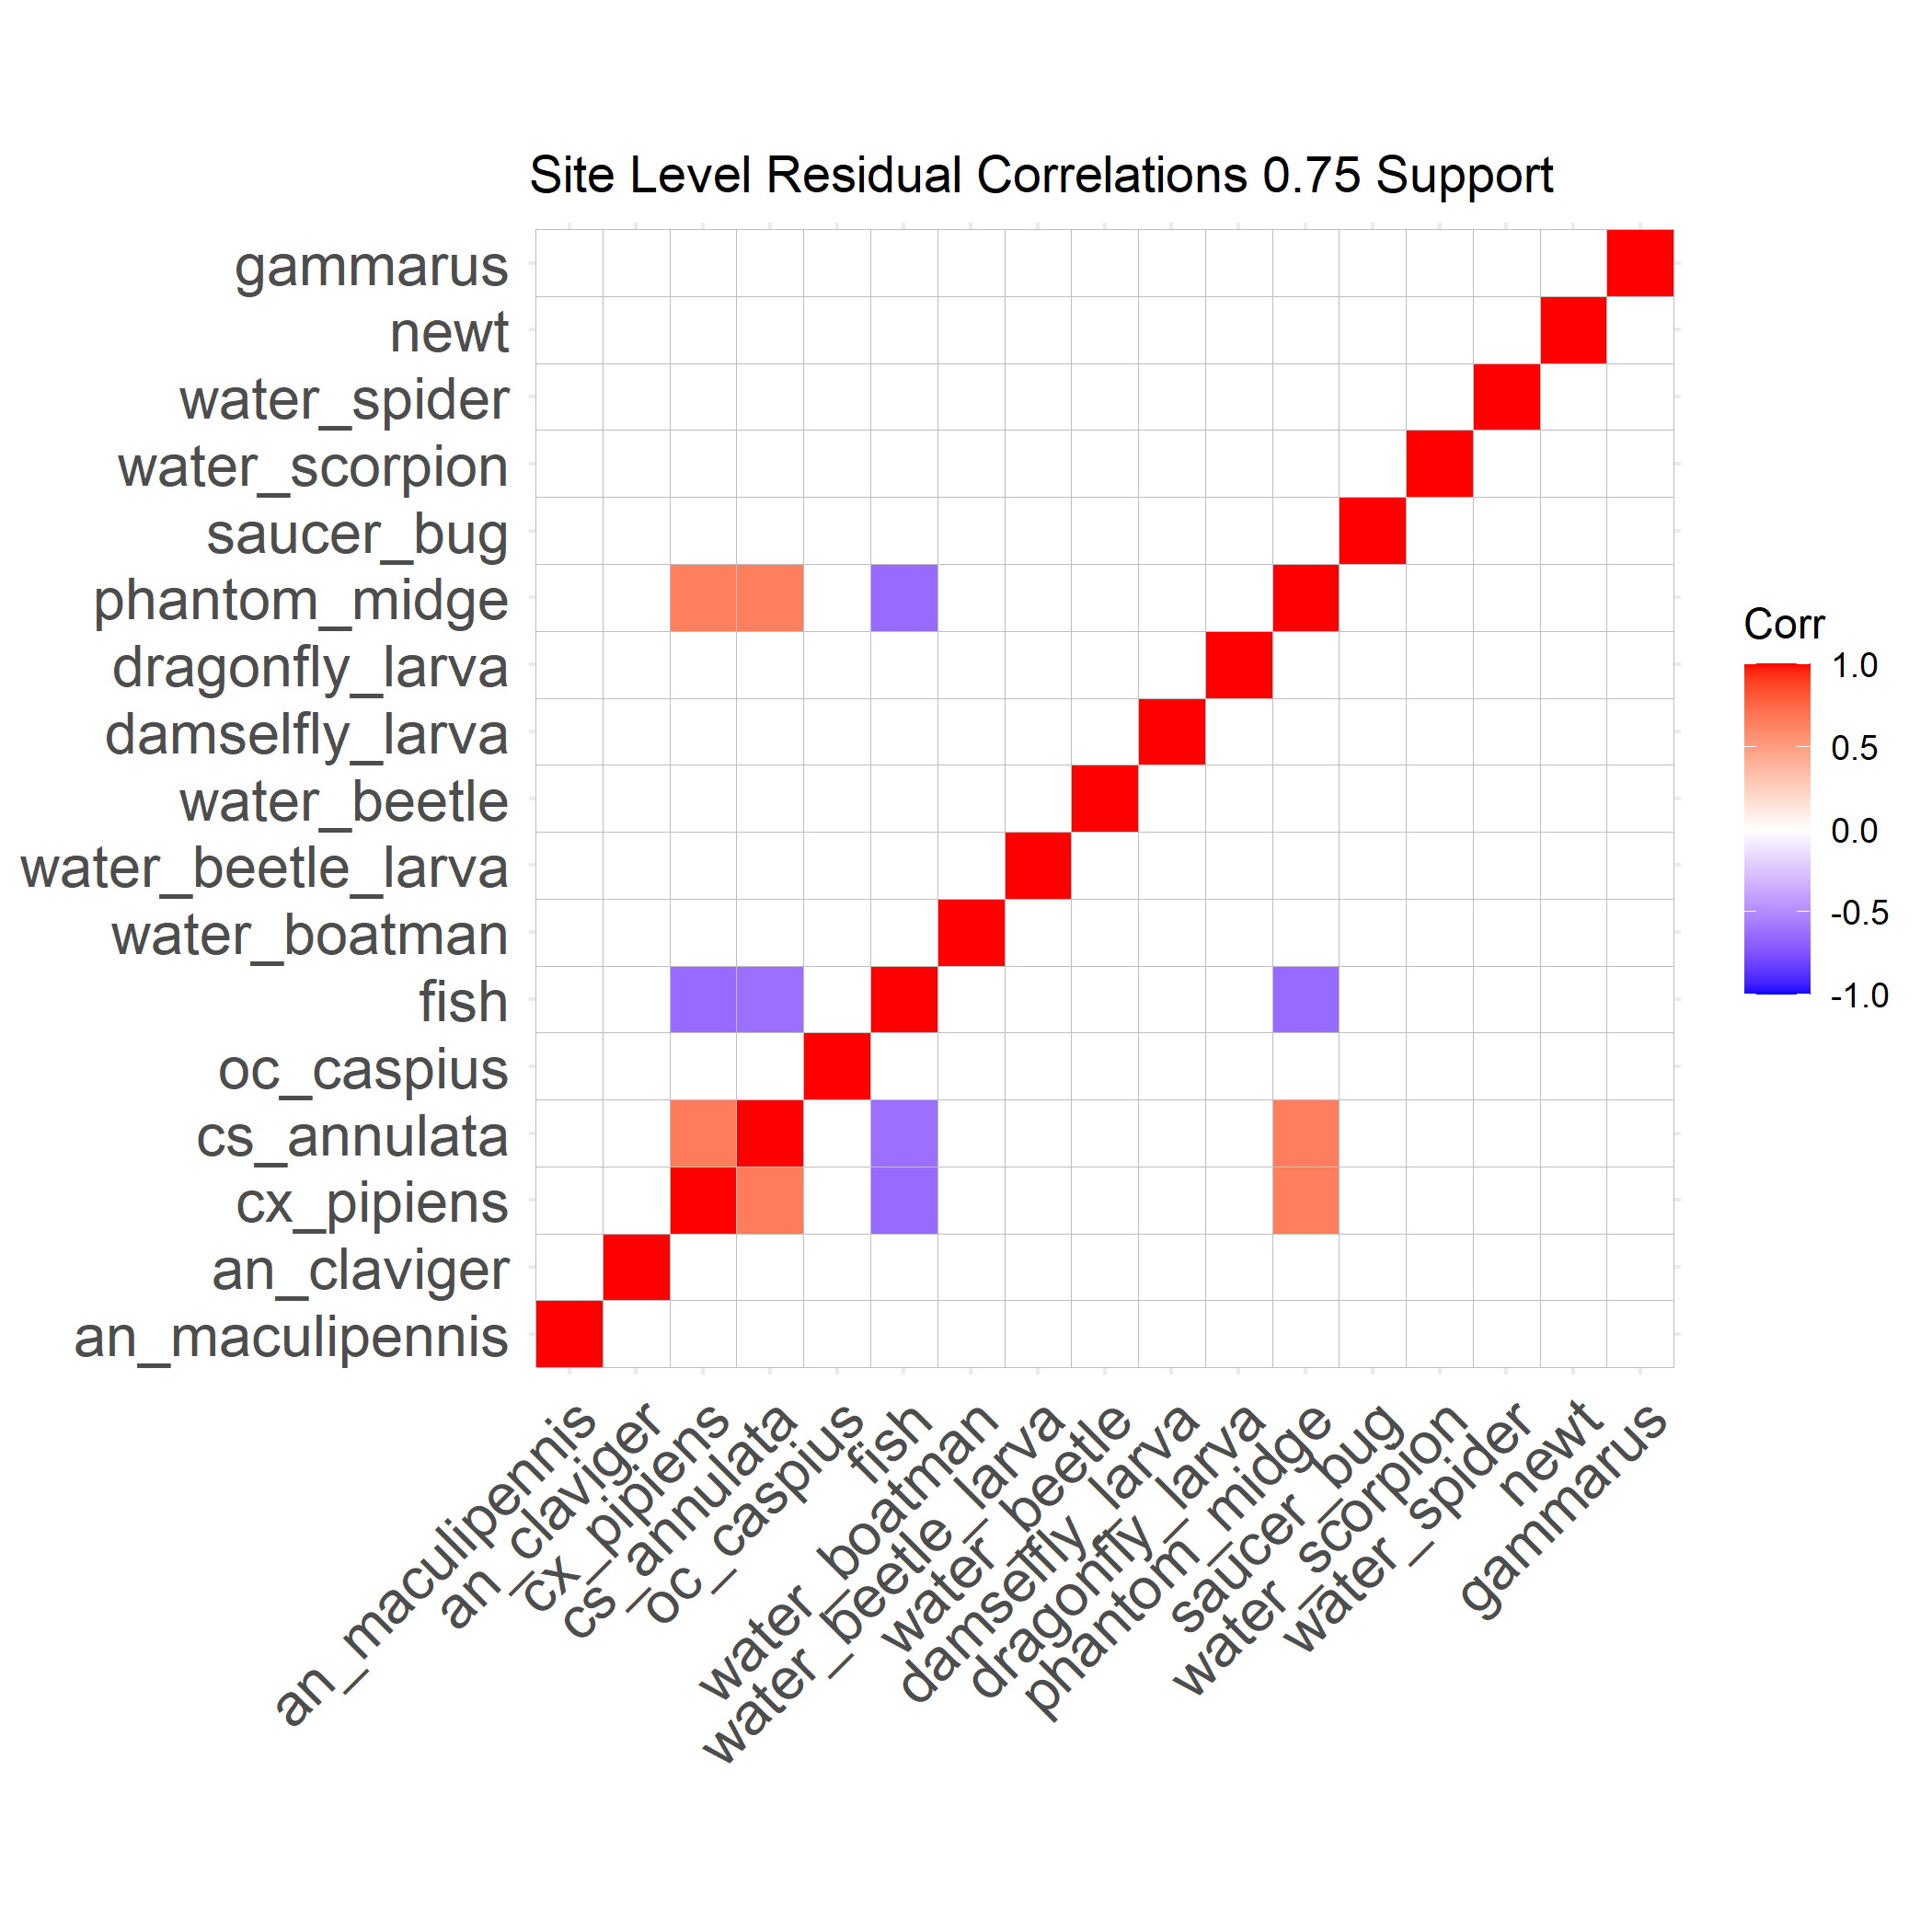 Site Level Residual Correlations 0.75 Support
gammarus
newt
water_spider
water_scorpion
saucer_bug
phantom_midge
dragonfly_larva
damselfly_larva
water_beetle
water_beetle_larva
water_boatman
fish
oc_caspius
cs_annulata
cx_pipiens
an_claviger
an_maculipennis
an_maculipennis
an_claviger
cx_pipiens
cs_annulata
oc_caspius
fish
water_boatman
water_beetle_larva
water_beetle
damselfly_larva
dragonfly_larva
phantom_midge
saucer_bug
water_scorpion
water_spider
newt
gammarus
Corr
1.0
0.5
0.0
-0.5
-1.0